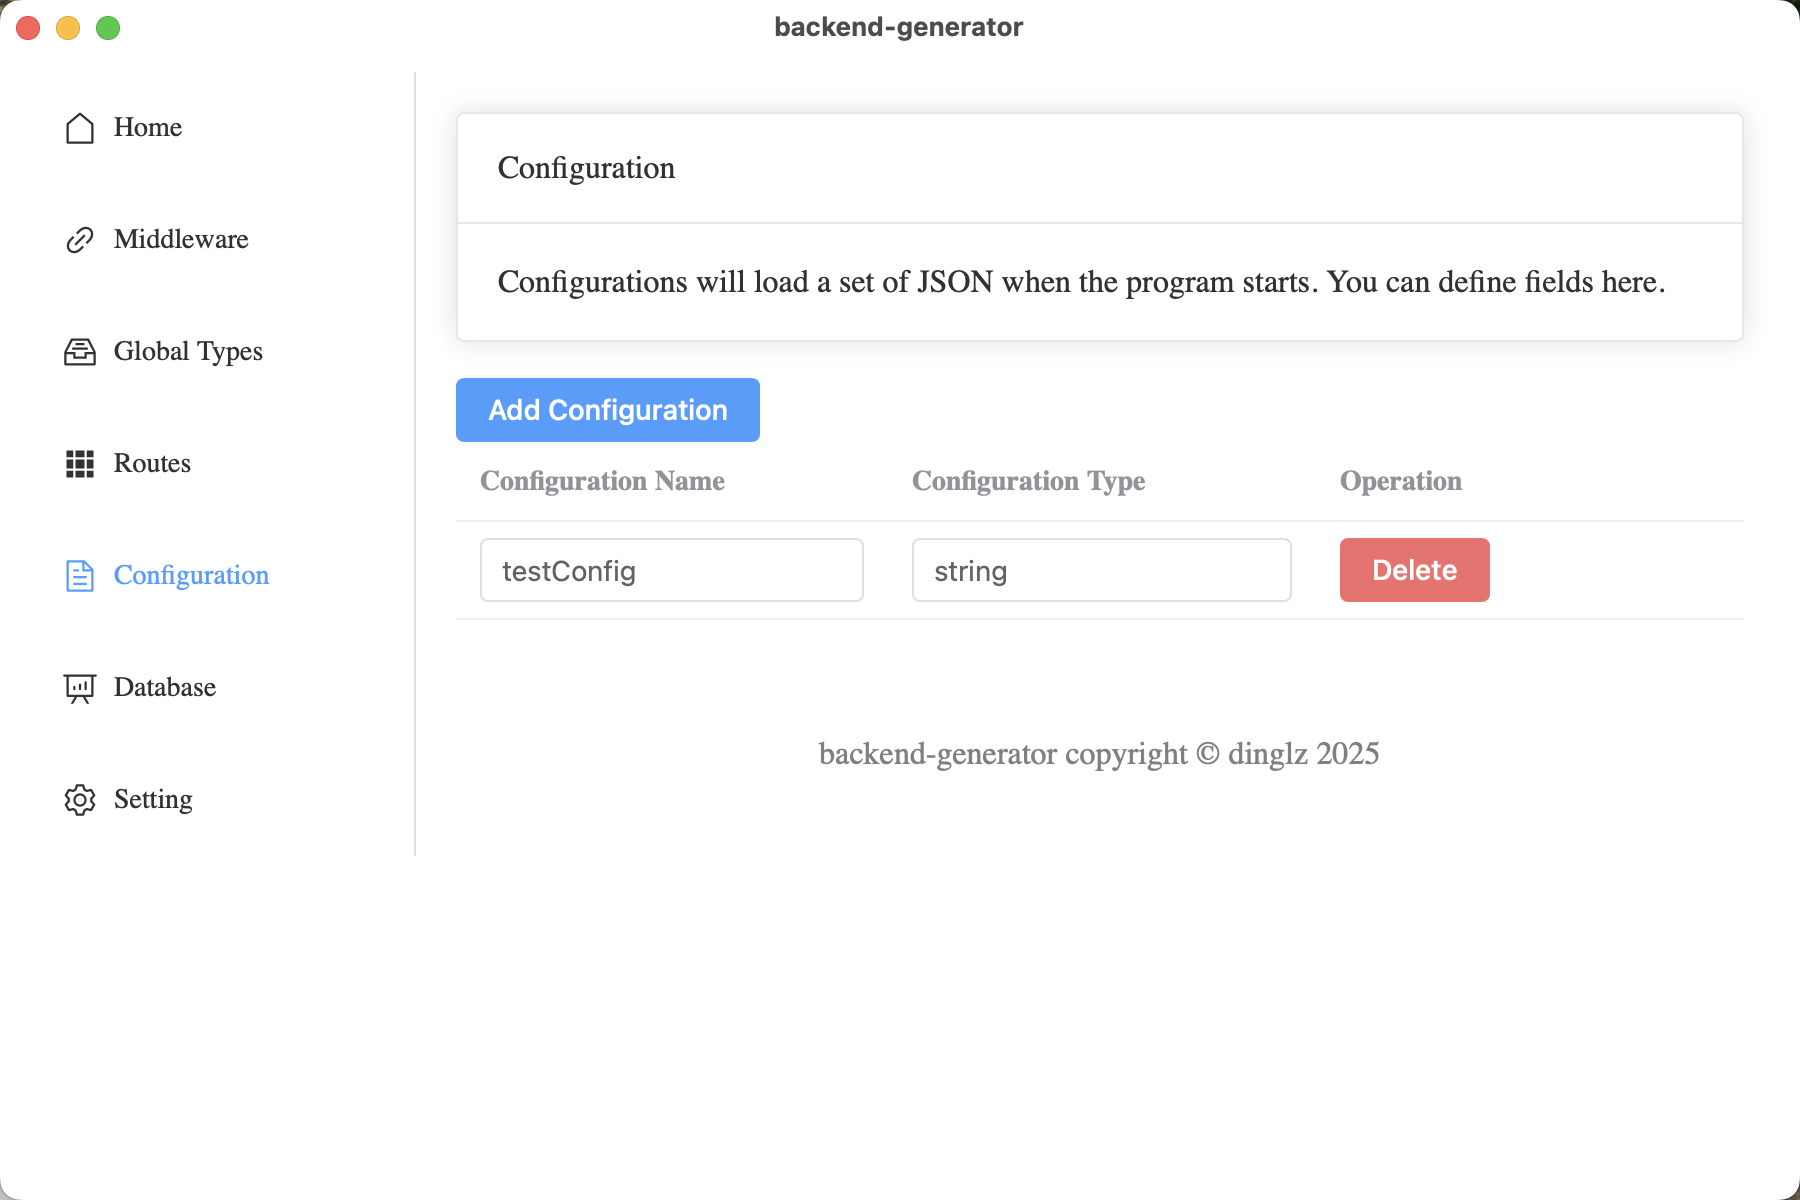 backend-generator
Home
Middleware
Global Types
Routes
Configuration
Database
Setting
Configuration
Configurations will load a set of JSON when the program starts. You can define fields here.
Add Configuration
Configuration Name Configuration Type Operation
testConfig string Delete
backend-generator copyright © dinglz 2025